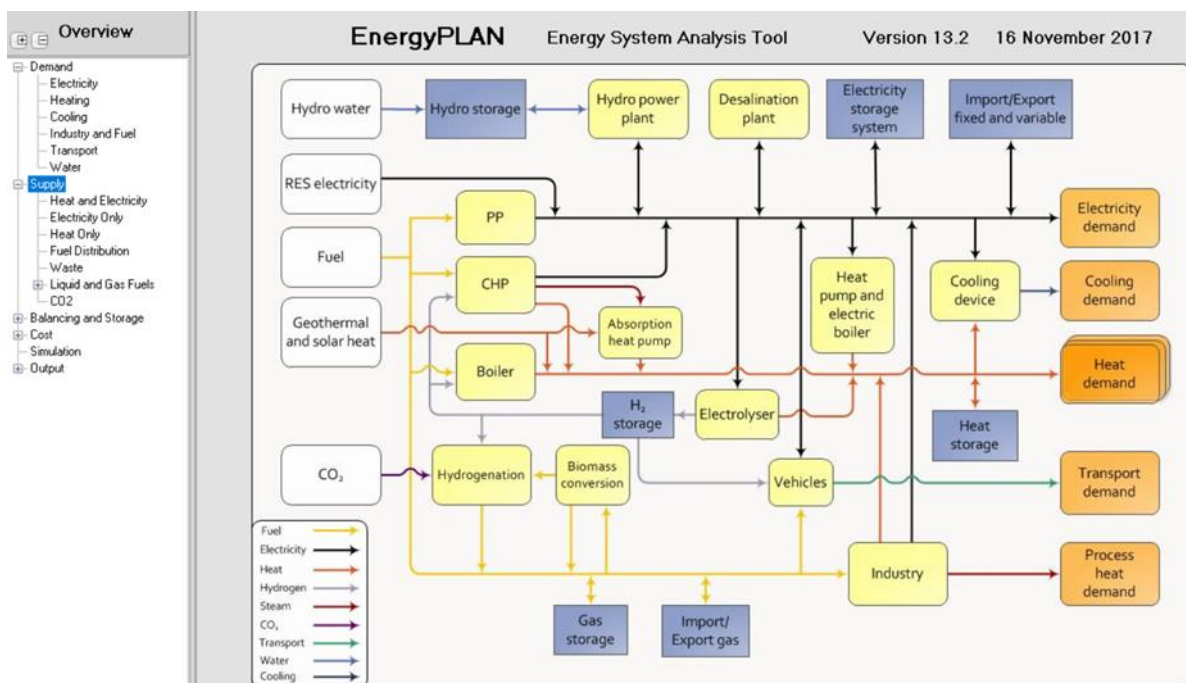 Overview
Demand
Electricity
Heating
Cooling
Industry and Fuel
Transport
Water
Supply
Heat and Electricity
Electricity Only
Heat Only
Fuel Distribution
Waste
Liquid and Gas Fuels
CO2
Balancing and Storage
Cost
Simulation
Output
EnergyPLAN Energy System Analysis Tool Version 13.2 16 November 2017
Hydro water
Hydro storage
Hydro power
plant
Desalination
plant
Electricity
storage
system
Import/Export
fixed and variable
RES electricity
PP
Electricity
demand
Fuel
CHP
Heat
pump and
electric
boiler
Cooling
device
Cooling
demand
Geothermal
and solar heat
Absorption
heat pump
Boiler
Heat
demand
H₂
storage
Electrolyser
Heat
storage
CO₂
Hydrogenation
Biomass
conversion
Vehicles
Transport
demand
Industry
Process
heat
demand
Gas
storage
Import/
Export gas
Fuel
Electricity
Heat
Hydrogen
Steam
CO₂
Transport
Water
Cooling